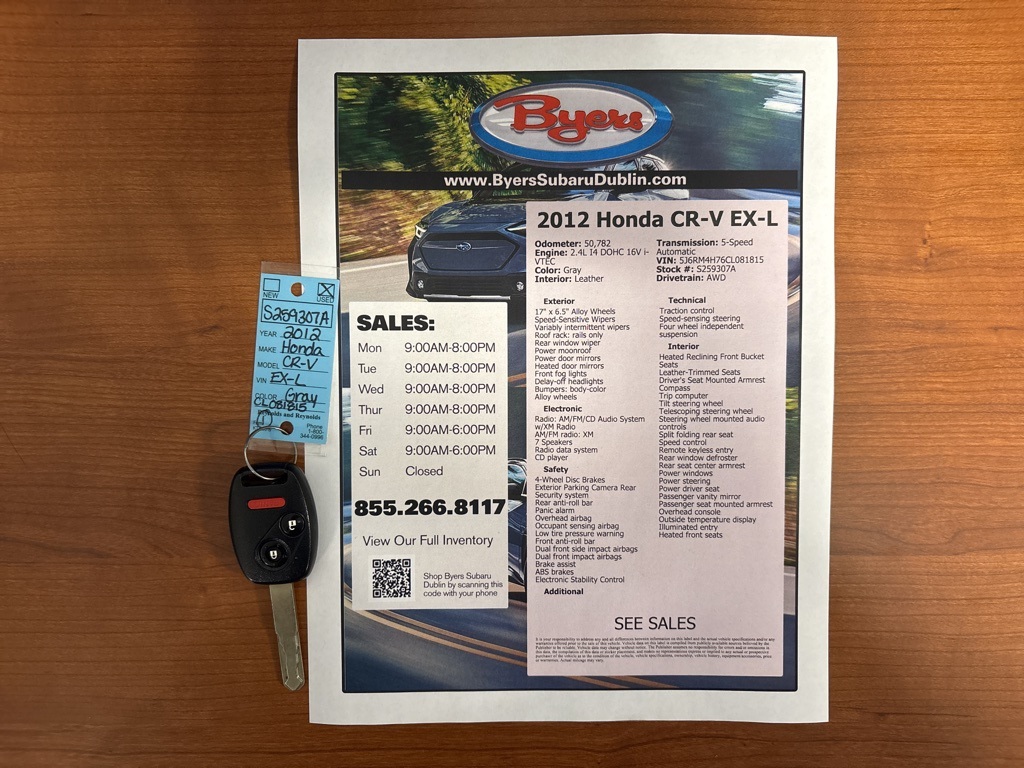 Byers
www.ByersSubaruDublin.com
2012 Honda CR-V EX-L
Odometer: 50,782
Engine: 2.4L I4 DOHC 16V i-
VTEC
Color: Gray
Interior: Leather
Transmission: 5-Speed
Automatic
VIN: 5J6RM4H76CL081815
Stock #: S259307A
Drivetrain: AWD
Exterior
17" x 6.5" Alloy Wheels
Speed-Sensitive Wipers
Variably intermittent wipers
Roof rack: rails only
Rear window wiper
Power moonroof
Power door mirrors
Heated door mirrors
Front fog lights
Delay-off headlights
Bumpers: body-color
Alloy wheels
Electronic
Radio: AM/FM/CD Audio System
w/XM Radio
AM/FM radio: XM
7 Speakers
Radio data system
CD player
Safety
4-Wheel Disc Brakes
Exterior Parking Camera Rear
Security system
Rear anti-roll bar
Panic alarm
Overhead airbag
Occupant sensing airbag
Low tire pressure warning
Front anti-roll bar
Dual front side impact airbags
Dual front impact airbags
Brake assist
ABS brakes
Electronic Stability Control
Additional
Technical
Traction control
Speed-sensing steering
Four wheel independent
suspension
Interior
Heated Reclining Front Bucket
Seats
Leather-Trimmed Seats
Driver's Seat Mounted Armrest
Compass
Trip computer
Tilt steering wheel
Telescoping steering wheel
Steering wheel mounted audio
controls
Split folding rear seat
Speed control
Remote keyless entry
Rear window defroster
Rear seat center armrest
Power windows
Power steering
Power driver seat
Passenger vanity mirror
Passenger seat mounted armrest
Overhead console
Outside temperature display
Illuminated entry
Heated front seats
SEE SALES
SALES:
Mon 9:00AM-8:00PM
Tue 9:00AM-8:00PM
Wed 9:00AM-8:00PM
Thur 9:00AM-8:00PM
Fri 9:00AM-6:00PM
Sat 9:00AM-6:00PM
Sun Closed
855.266.8117
View Our Full Inventory
Shop Byers Subaru
Dublin by scanning this
code with your phone
NEW USED
S259307A
YEAR 2012
MAKE Honda
MODEL CR-V
VIN EX-L
COLOR Gray
CL081815
Reynolds and Reynolds
Phone
1-800-
344-0996